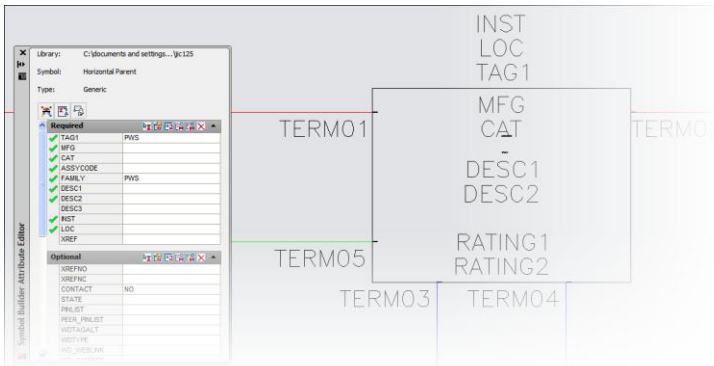 Library: C:\documents and settings...\jic125
Symbol: Horizontal Parent
Type: Generic
Required
TAG1 PWS
MFG
CAT
ASSYCODE
FAMILY PWS
DESC1
DESC2
DESC3
INST
LOC
XREF
Optional
XREFNO
XREFNC
CONTACT NO
STATE
PINLIST
PEER_PINLIST
WDTAGALT
WDTYPE
WD_WEBLINK
Symbol Builder Attribute Editor
INST
LOC
TAG1
MFG
CAT
DESC1
DESC2
RATING1
RATING2
TERM01
TERM05
TERM03
TERM04